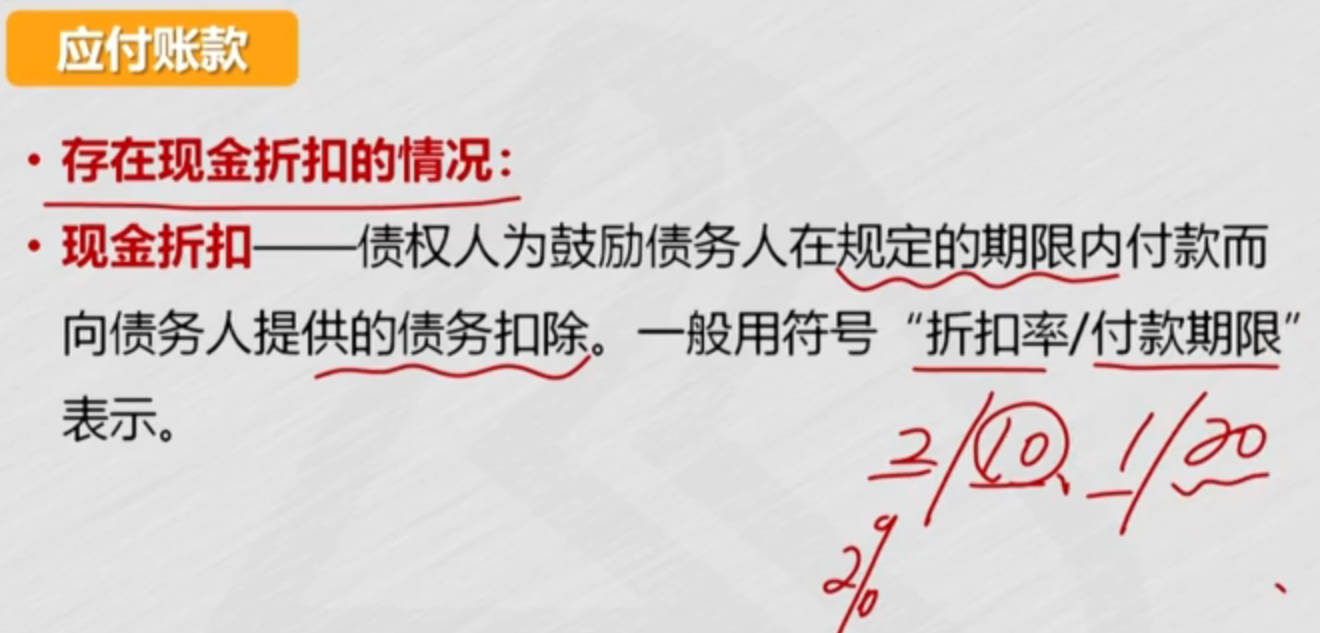 应付账款
• 存在现金折扣的情况：
• 现金折扣——债权人为鼓励债务人在规定的期限内付款而
向债务人提供的债务扣除。一般用符号“折扣率/付款期限”
表示。
2/10、1/20
2%